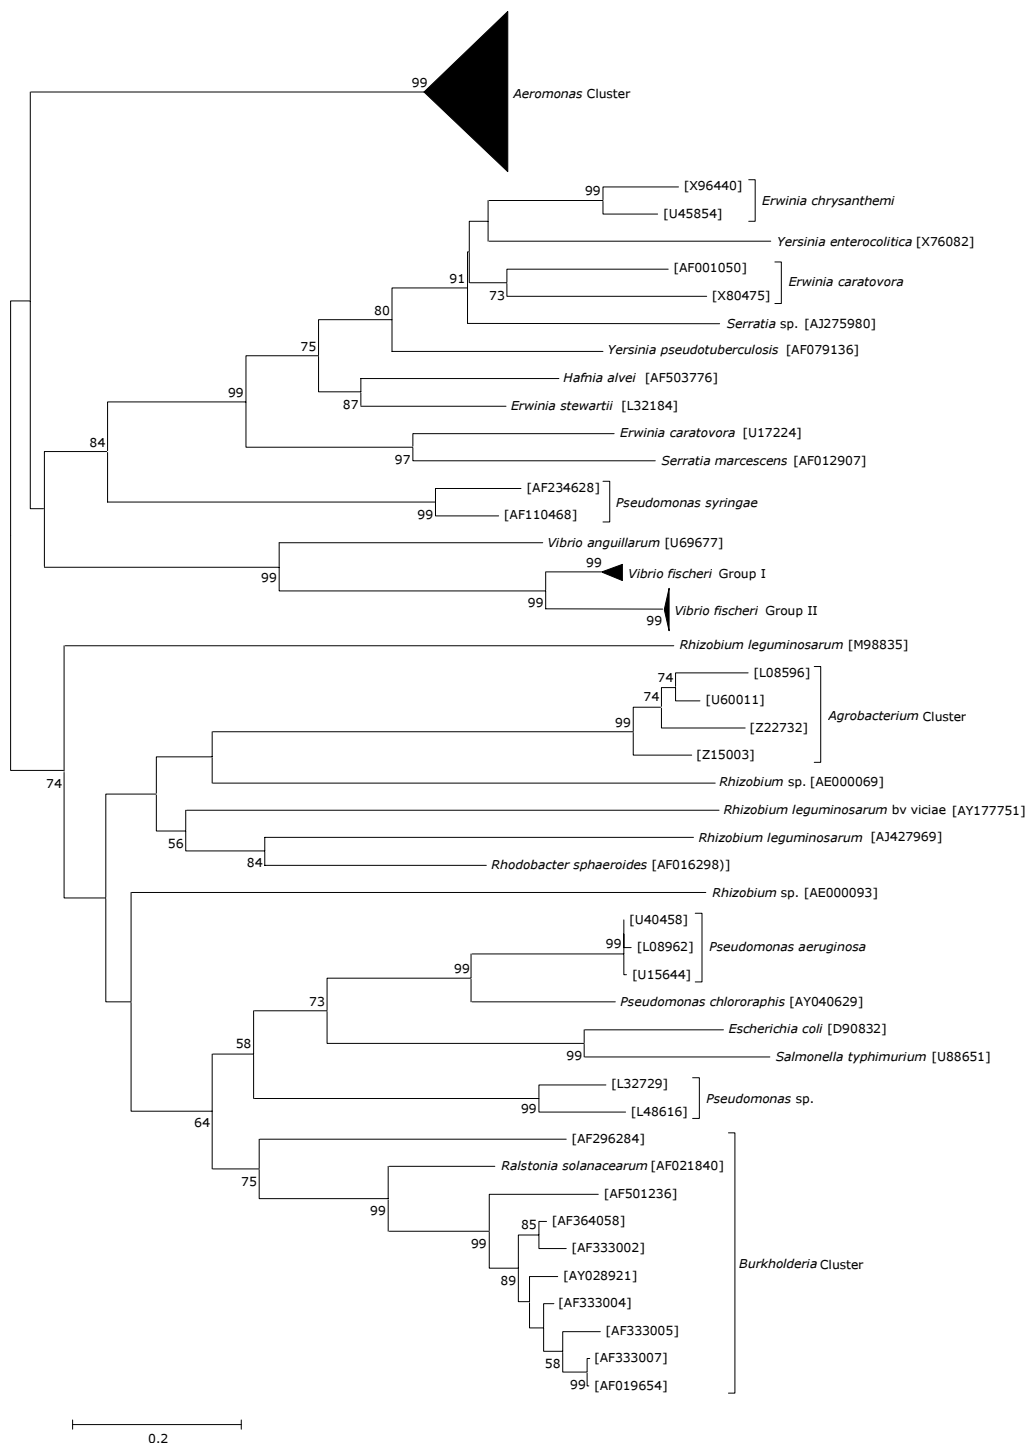 99
Aeromonas Cluster
99
[X96440]
Erwinia chrysanthemi
[U45854]
Yersinia enterocolitica [X76082]
91
[AF001050]
Erwinia caratovora
73
[X80475]
80
Serratia sp. [AJ275980]
75
Yersinia pseudotuberculosis [AF079136]
Hafnia alvei [AF503776]
99
87
Erwinia stewartii [L32184]
84
Erwinia caratovora [U17224]
97
Serratia marcescens [AF012907]
[AF234628]
Pseudomonas syringae
99
[AF110468]
Vibrio anguillarum [U69677]
99
99
Vibrio fischeri Group I
99
Vibrio fischeri Group II
99
Rhizobium leguminosarum [M98835]
74
[L08596]
74
[U60011]
Agrobacterium Cluster
99
[Z22732]
[Z15003]
74
Rhizobium sp. [AE000069]
Rhizobium leguminosarum bv viciae [AY177751]
56
Rhizobium leguminosarum [AJ427969]
84
Rhodobacter sphaeroides [AF016298)]
Rhizobium sp. [AE000093]
[U40458]
99
[L08962]
Pseudomonas aeruginosa
99
[U15644]
73
Pseudomonas chlororaphis [AY040629]
Escherichia coli [D90832]
58
99
Salmonella typhimurium [U88651]
[L32729]
Pseudomonas sp.
99
[L48616]
64
[AF296284]
75
Ralstonia solanacearum [AF021840]
99
[AF501236]
85
[AF364058]
99
[AF333002]
Burkholderia Cluster
89
[AY028921]
[AF333004]
[AF333005]
58
[AF333007]
99
[AF019654]
0.2